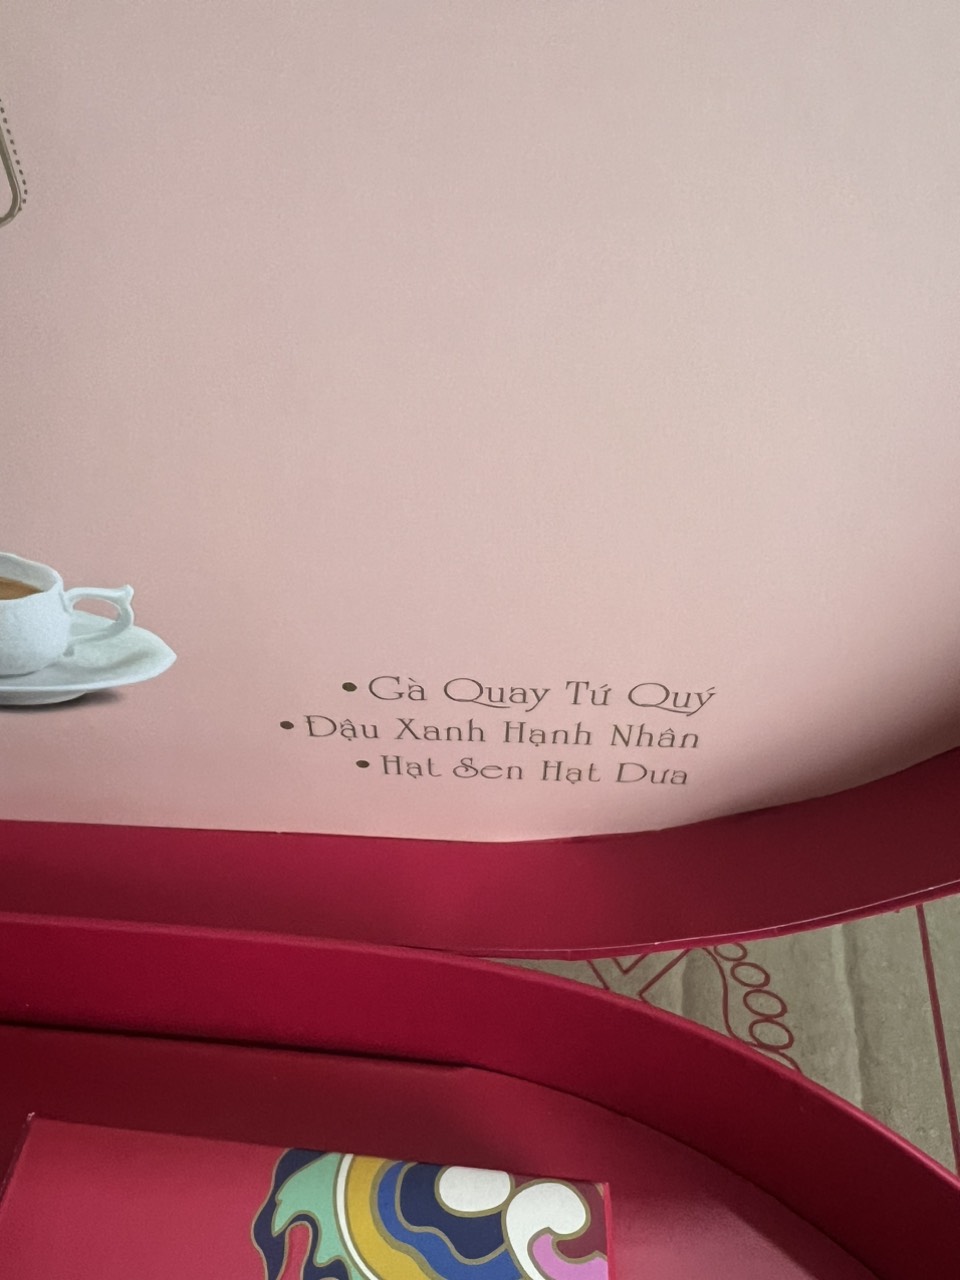 • Gà Quay Tứ Quý
• Đậu Xanh Hạnh Nhân
• Hạt Sen Hạt Dưa